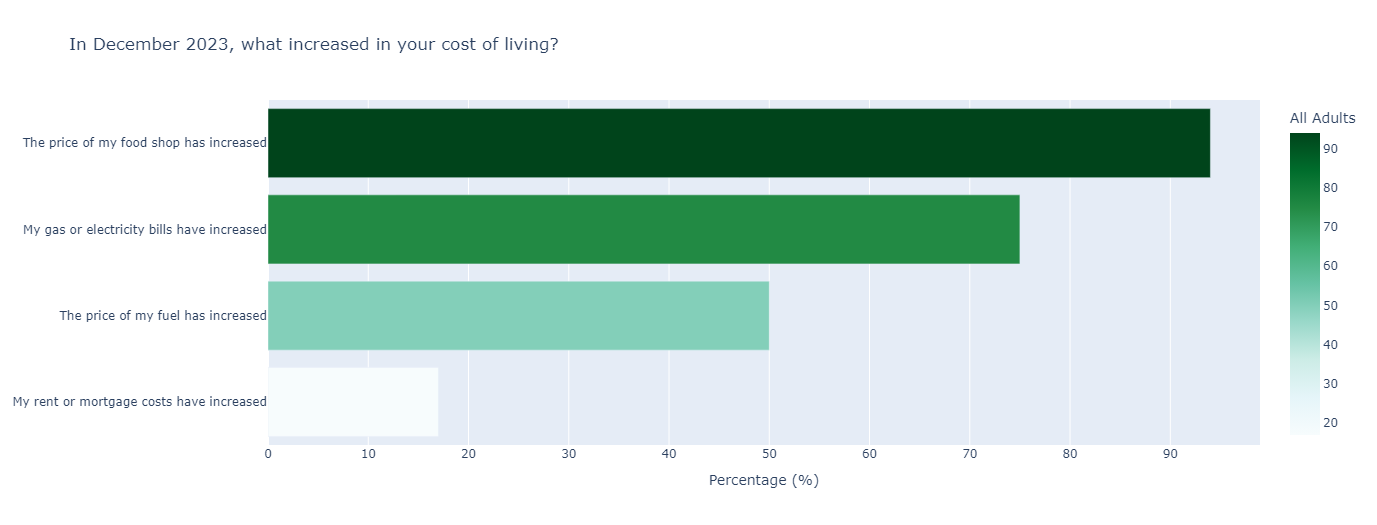 In December 2023, what increased in your cost of living?
The price of my food shop has increased
My gas or electricity bills have increased
The price of my fuel has increased
My rent or mortgage costs have increased
0 10 20 30 40 50 60 70 80 90
Percentage (%)
All Adults
90
80
70
60
50
40
30
20